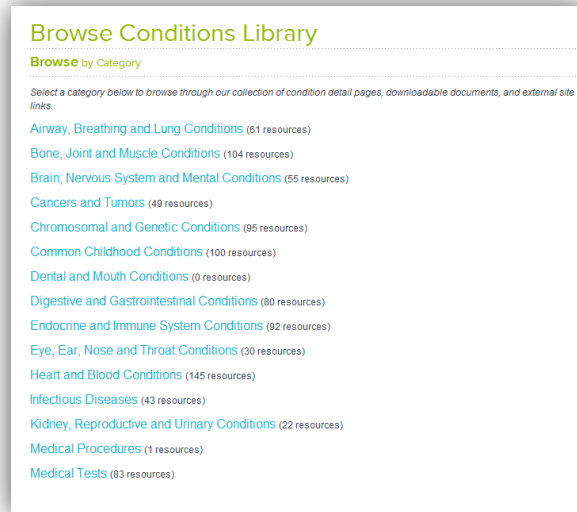 Browse Conditions Library
Browse by Category
Select a category below to browse through our collection of condition detail pages, downloadable documents, and external site
links.
Airway, Breathing and Lung Conditions (61 resources)
Bone, Joint and Muscle Conditions (104 resources)
Brain, Nervous System and Mental Conditions (55 resources)
Cancers and Tumors (49 resources)
Chromosomal and Genetic Conditions (95 resources)
Common Childhood Conditions (100 resources)
Dental and Mouth Conditions (0 resources)
Digestive and Gastrointestinal Conditions (80 resources)
Endocrine and Immune System Conditions (92 resources)
Eye, Ear, Nose and Throat Conditions (30 resources)
Heart and Blood Conditions (145 resources)
Infectious Diseases (43 resources)
Kidney, Reproductive and Urinary Conditions (22 resources)
Medical Procedures (1 resources)
Medical Tests (83 resources)